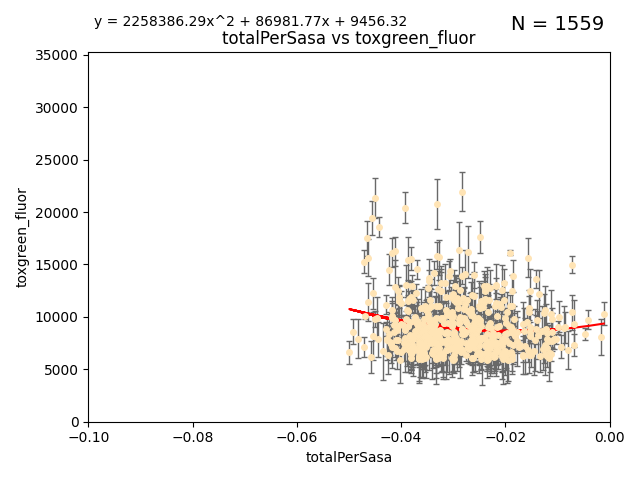 y = 2258386.29x^2 + 86981.77x + 9456.32
N = 1559
totalPerSasa vs toxgreen_fluor
35000
30000
25000
20000
15000
10000
5000
0
toxgreen_fluor
−0.10
−0.08
−0.06
−0.04
−0.02
0.00
totalPerSasa